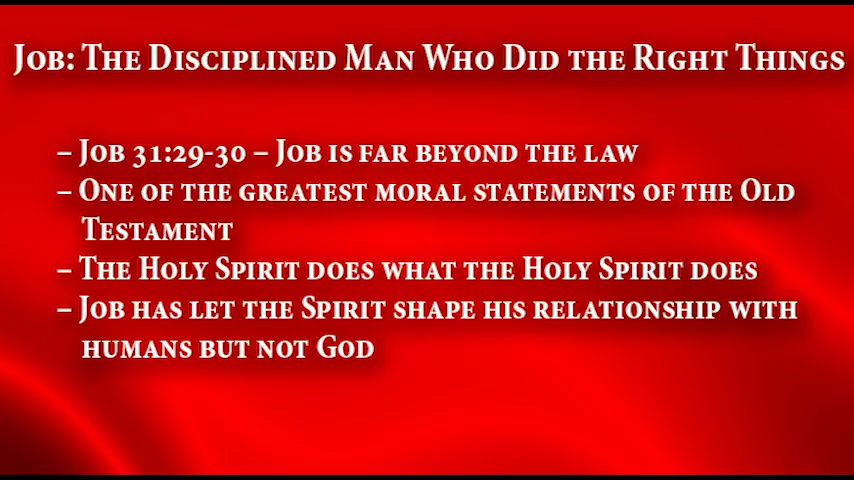 Job: The Disciplined Man Who Did the Right Things
– Job 31:29-30 – Job is far beyond the law
– One of the greatest moral statements of the Old
Testament
– The Holy Spirit does what the Holy Spirit does
– Job has let the Spirit shape his relationship with
humans but not God